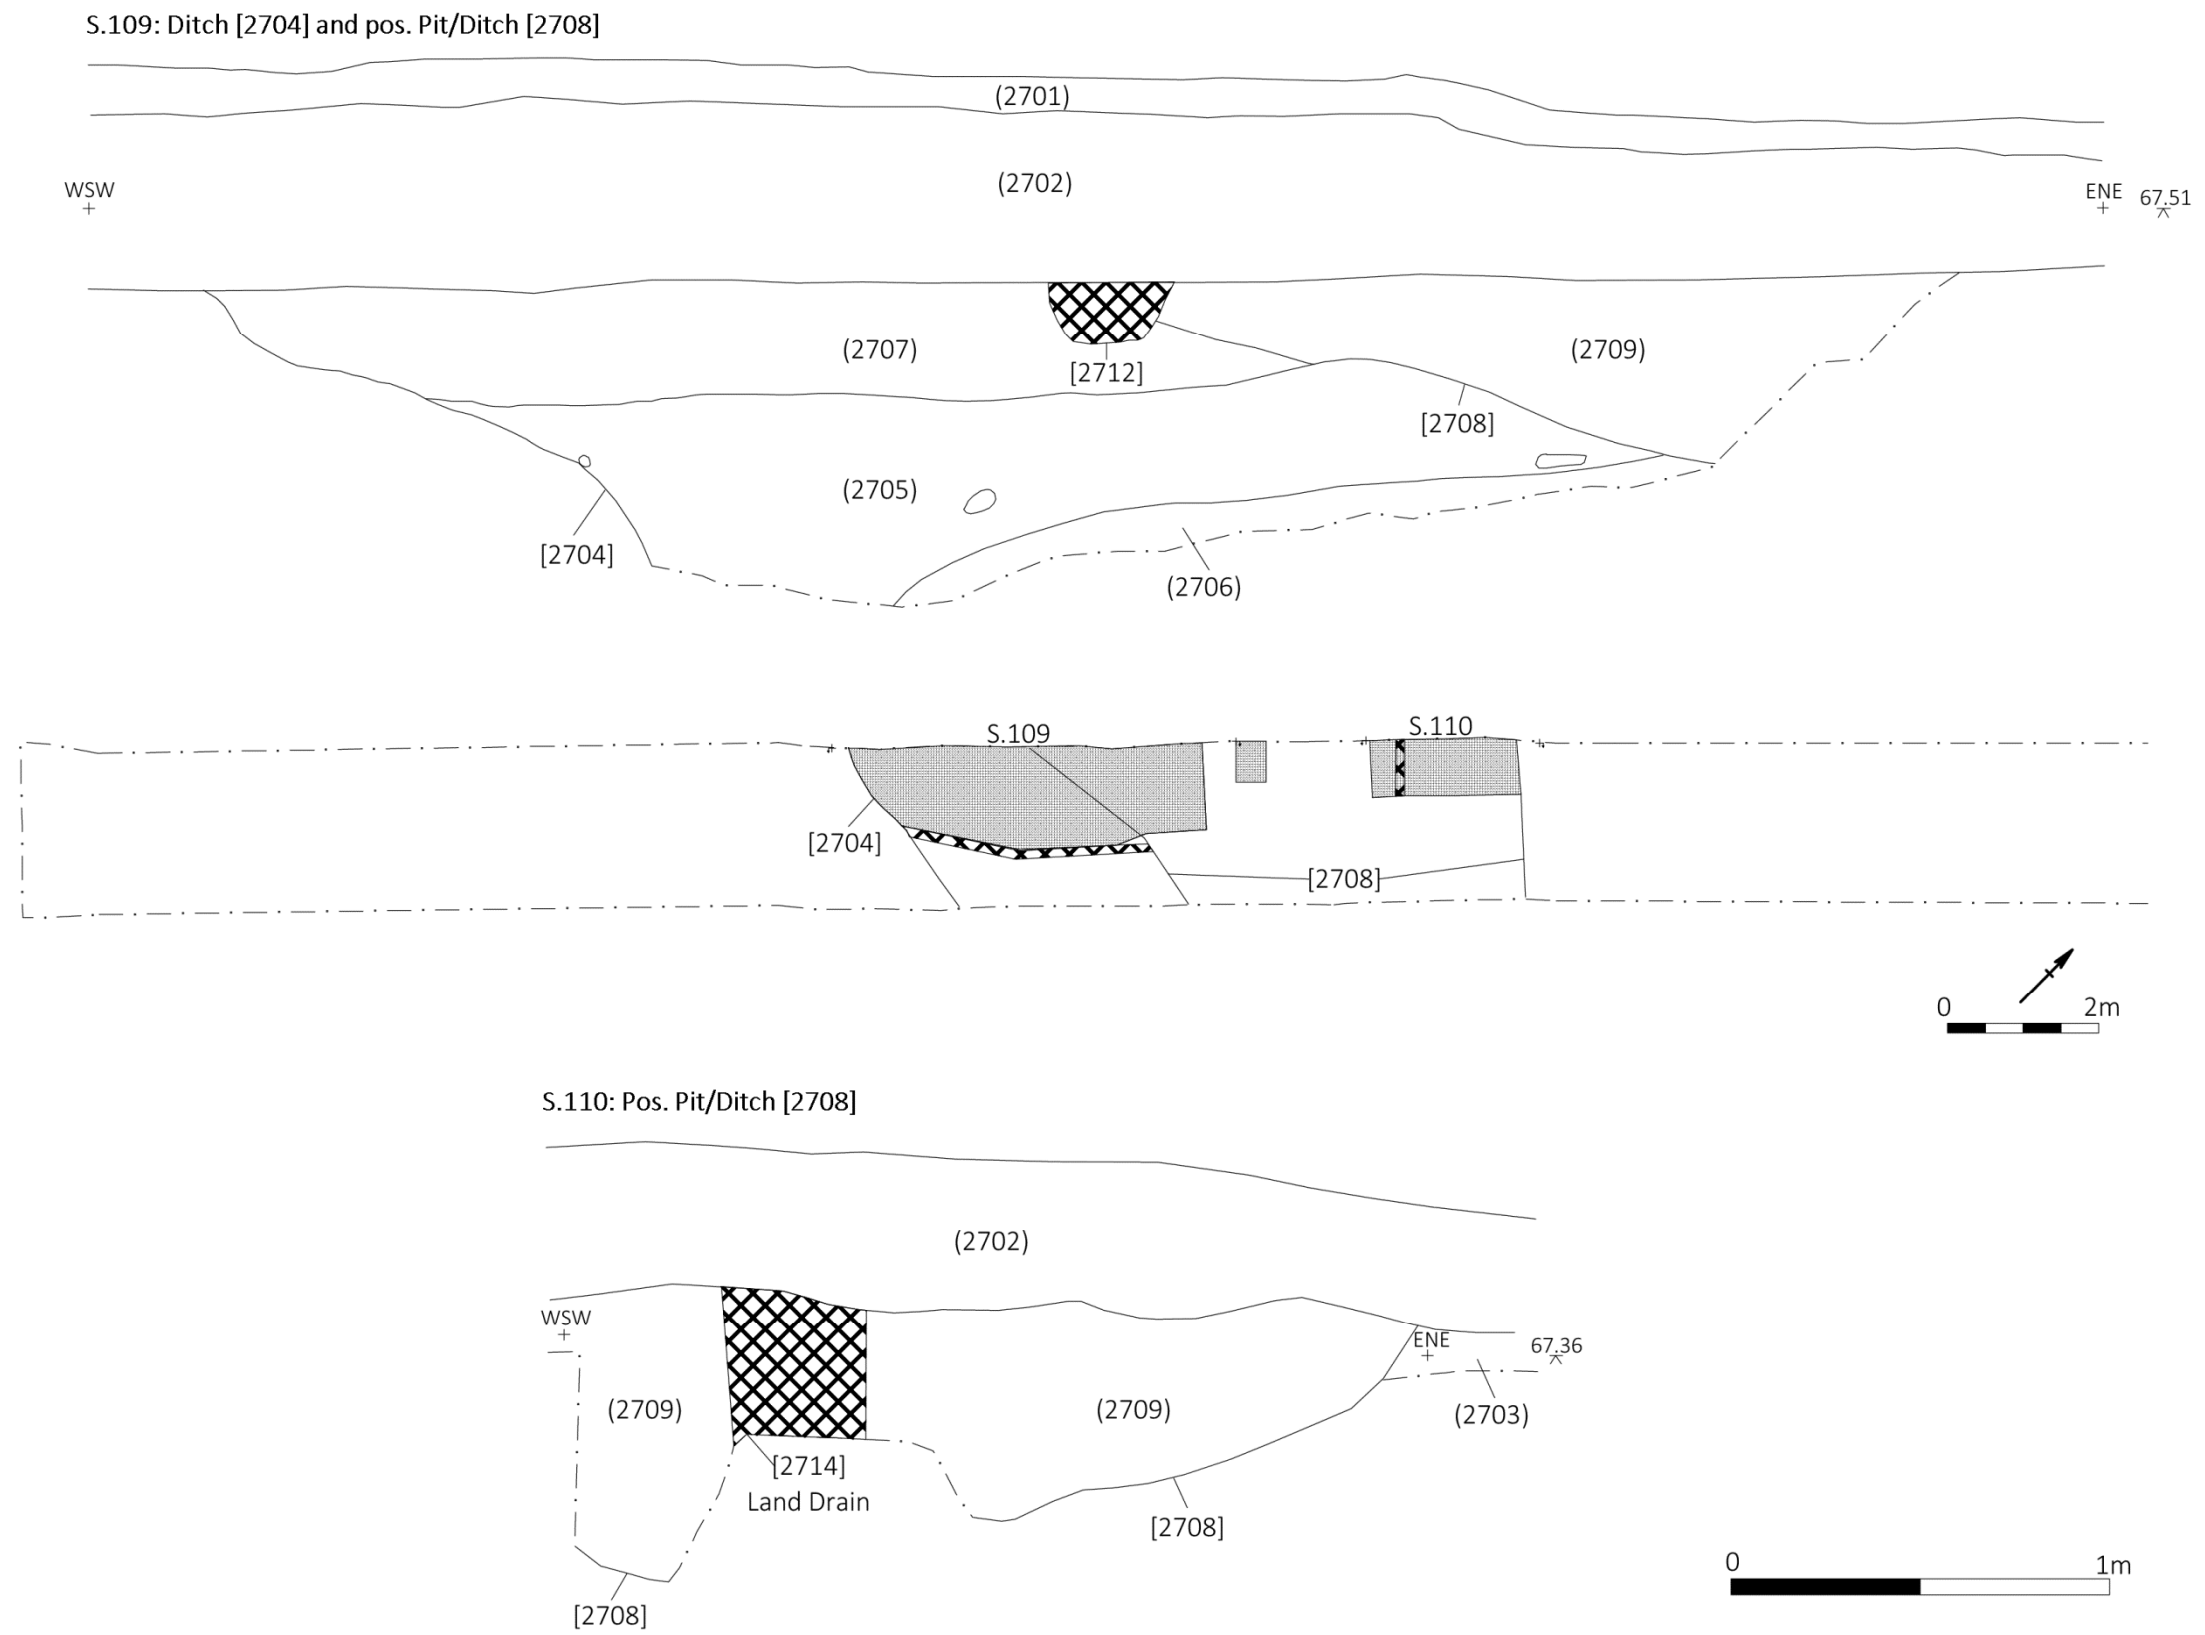 S.109: Ditch [2704] and pos. Pit/Ditch [2708]
(2701)
(2702)
WSW
ENE
67.51
(2707)
(2709)
[2712]
[2708]
(2705)
[2704]
(2706)
S.109
S.110
[2704]
[2708]
0
2m
S.110: Pos. Pit/Ditch [2708]
(2702)
WSW
ENE
67.36
(2709)
(2709)
(2703)
[2714]
Land Drain
[2708]
0
1m
[2708]